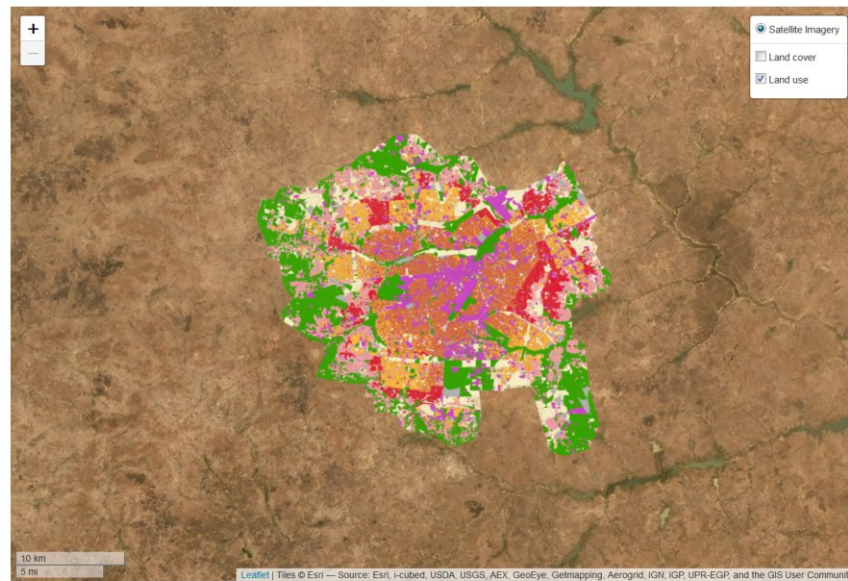 +
−
Satellite Imagery
Land cover
Land use
10 km
5 mi
Leaflet | Tiles © Esri — Source: Esri, i-cubed, USDA, USGS, AEX, GeoEye, Getmapping, Aerogrid, IGN, IGP, UPR-EGP, and the GIS User Communit